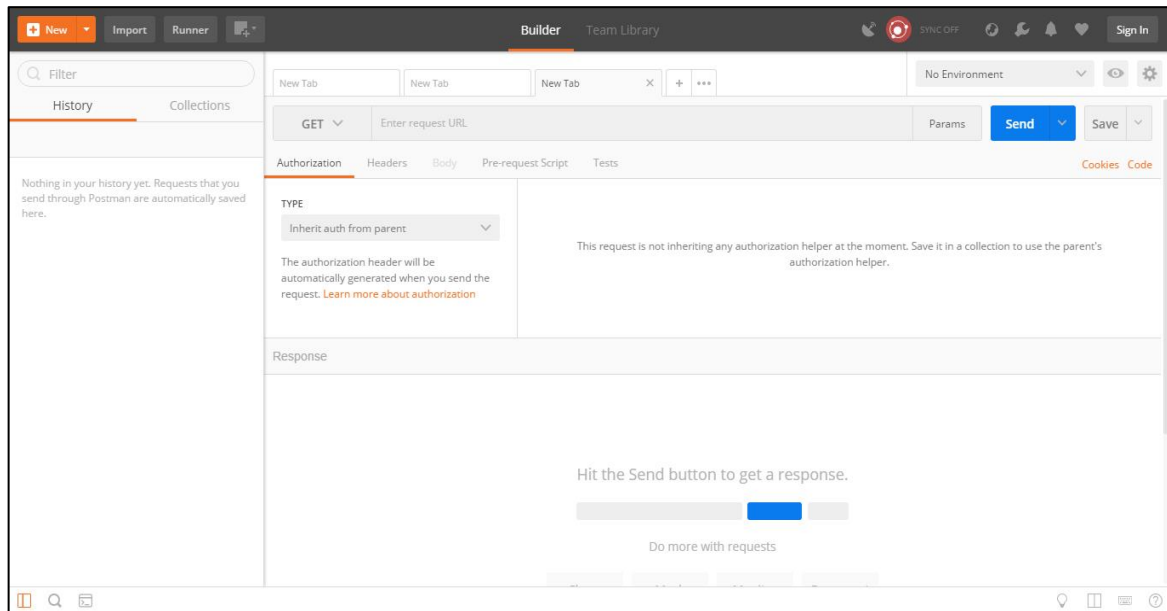 New Import Runner Builder Team Library SYNC OFF Sign In
Filter
History Collections
Nothing in your history yet. Requests that you
send through Postman are automatically saved
here.
New Tab New Tab New Tab No Environment
GET Enter request URL Params Send Save
Authorization Headers Body Pre-request Script Tests Cookies Code
TYPE
Inherit auth from parent
The authorization header will be
automatically generated when you send the
request. Learn more about authorization
This request is not inheriting any authorization helper at the moment. Save it in a collection to use the parent's
authorization helper.
Response
Hit the Send button to get a response.
Do more with requests